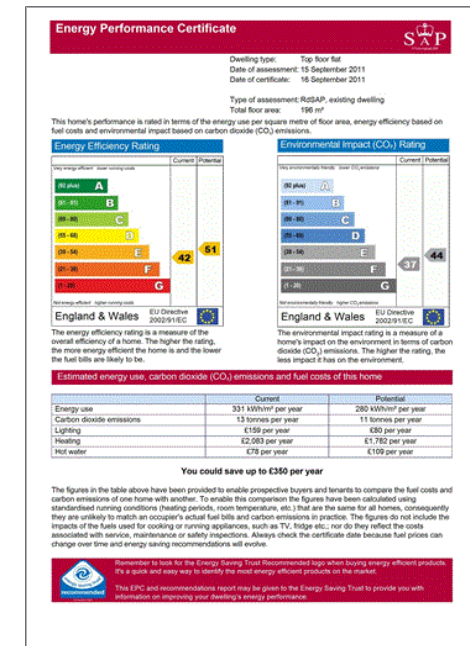 Energy Performance Certificate
SAP
Dwelling type: Top floor flat
Date of assessment: 15 September 2011
Date of certificate: 16 September 2011
Type of assessment: RdSAP, existing dwelling
Total floor area: 196 m²
This home's performance is rated in terms of the energy use per square metre of floor area, energy efficiency based on
fuel costs and environmental impact based on carbon dioxide (CO₂) emissions.
Energy Efficiency Rating
Current Potential
Very energy efficient - lower running costs
(92 plus) A
(81 - 91) B
(69 - 80) C
(55 - 68) D
(39 - 54) E
(21 - 38) F
(1 - 20) G
42
51
Not energy efficient - higher running costs
England & Wales
EU Directive
2002/91/EC
The energy efficiency rating is a measure of the
overall efficiency of a home. The higher the rating,
the more energy efficient the home is and the lower
the fuel bills are likely to be.
Environmental Impact (CO₂) Rating
Current Potential
Very environmentally friendly - lower CO₂ emissions
(92 plus) A
(81 - 91) B
(69 - 80) C
(55 - 68) D
(39 - 54) E
(21 - 38) F
(1 - 20) G
37
44
Not environmentally friendly - higher CO₂ emissions
England & Wales
EU Directive
2002/91/EC
The environmental impact rating is a measure of a
home's impact on the environment in terms of carbon
dioxide (CO₂) emissions. The higher the rating, the
less impact it has on the environment.
Estimated energy use, carbon dioxide (CO₂) emissions and fuel costs of this home
Current Potential
Energy use 331 kWh/m² per year 280 kWh/m² per year
Carbon dioxide emissions 13 tonnes per year 11 tonnes per year
Lighting £159 per year £80 per year
Heating £2,083 per year £1,782 per year
Hot water £78 per year £109 per year
You could save up to £350 per year
The figures in the table above have been provided to enable prospective buyers and tenants to compare the fuel costs and
carbon emissions of one home with another. To enable this comparison the figures have been calculated using
standardised running conditions (heating periods, room temperature, etc.) that are the same for all homes, consequently
they are unlikely to match an occupier's actual fuel bills and carbon emissions in practice. The figures do not include the
impacts of the fuels used for cooking or running appliances, such as TV, fridge etc.; nor do they reflect the costs
associated with service, maintenance or safety inspections. Always check the certificate date because fuel prices can
change over time and energy saving recommendations will evolve.
energy saving trust
recommended
Remember to look for the Energy Saving Trust Recommended logo when buying energy efficient products.
It's a quick and easy way to identify the most energy efficient products on the market.
This EPC and recommendations report may be given to the Energy Saving Trust to provide you with
information on improving your dwelling's energy performance.